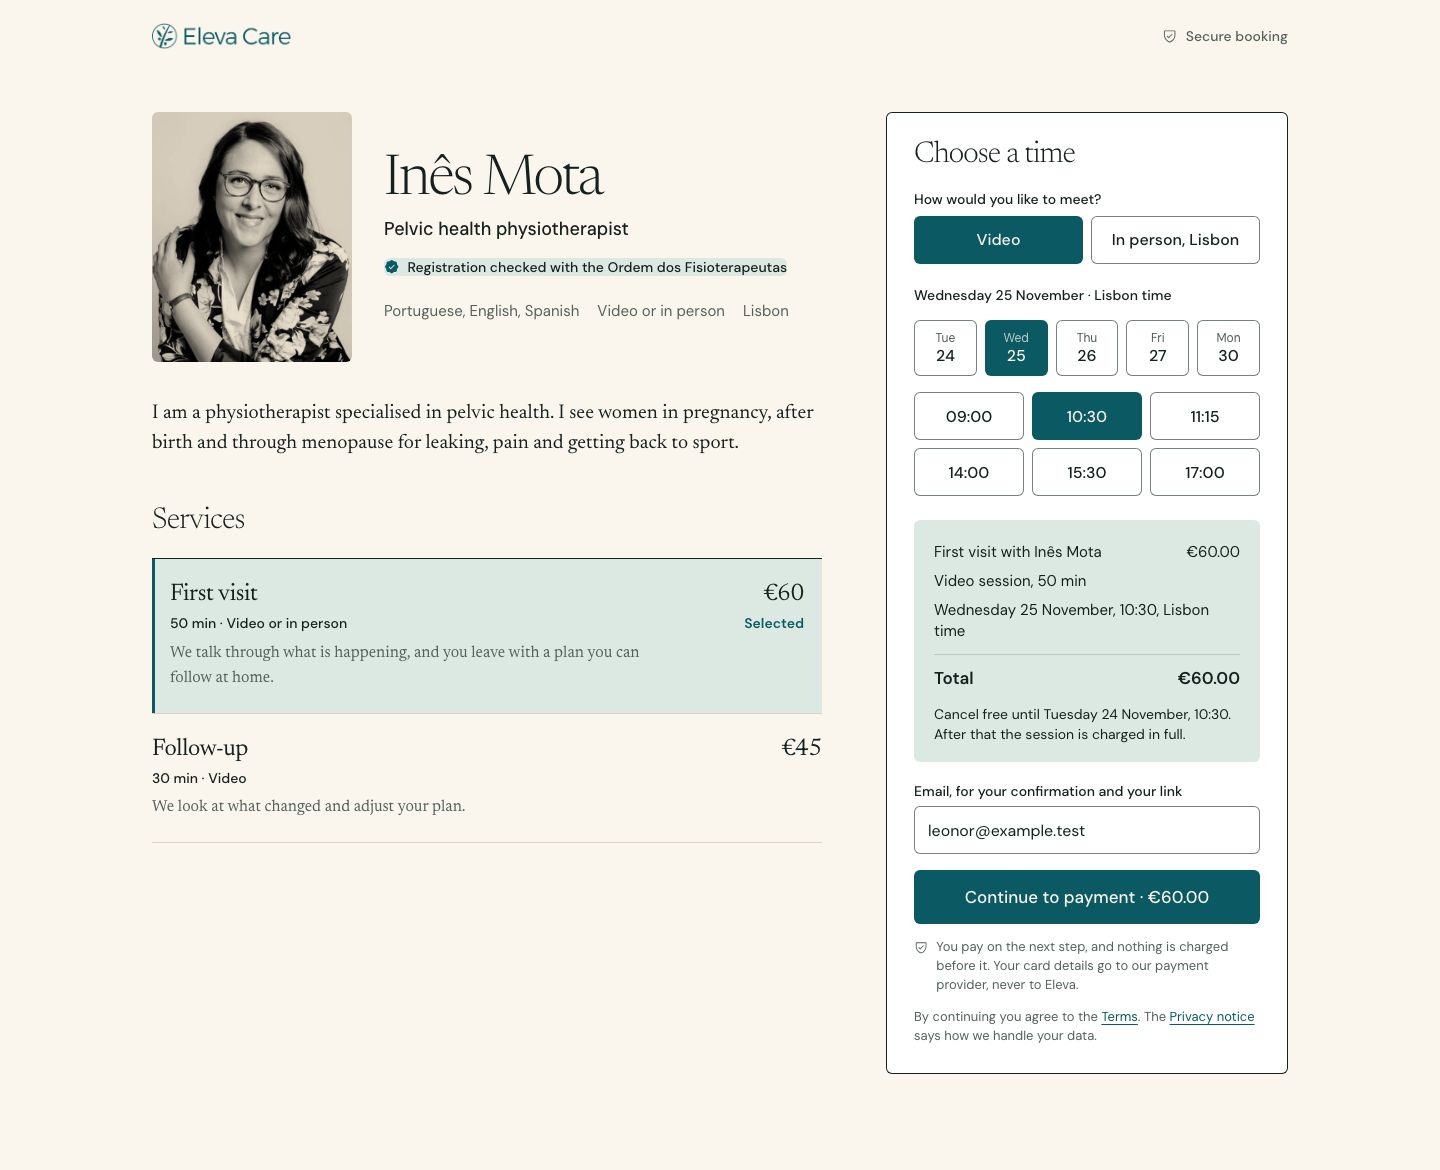 Eleva Care
Secure booking
Inês Mota
Pelvic health physiotherapist
Registration checked with the Ordem dos Fisioterapeutas
Portuguese, English, Spanish Video or in person Lisbon
I am a physiotherapist specialised in pelvic health. I see women in pregnancy, after
birth and through menopause for leaking, pain and getting back to sport.
Services
First visit €60
50 min · Video or in person Selected
We talk through what is happening, and you leave with a plan you can
follow at home.
Follow-up €45
30 min · Video
We look at what changed and adjust your plan.
Choose a time
How would you like to meet?
Video In person, Lisbon
Wednesday 25 November · Lisbon time
Tue Wed Thu Fri Mon
24 25 26 27 30
09:00 10:30 11:15
14:00 15:30 17:00
First visit with Inês Mota €60.00
Video session, 50 min
Wednesday 25 November, 10:30, Lisbon
time
Total €60.00
Cancel free until Tuesday 24 November, 10:30.
After that the session is charged in full.
Email, for your confirmation and your link
leonor@example.test
Continue to payment · €60.00
You pay on the next step, and nothing is charged
before it. Your card details go to our payment
provider, never to Eleva.
By continuing you agree to the Terms. The Privacy notice
says how we handle your data.